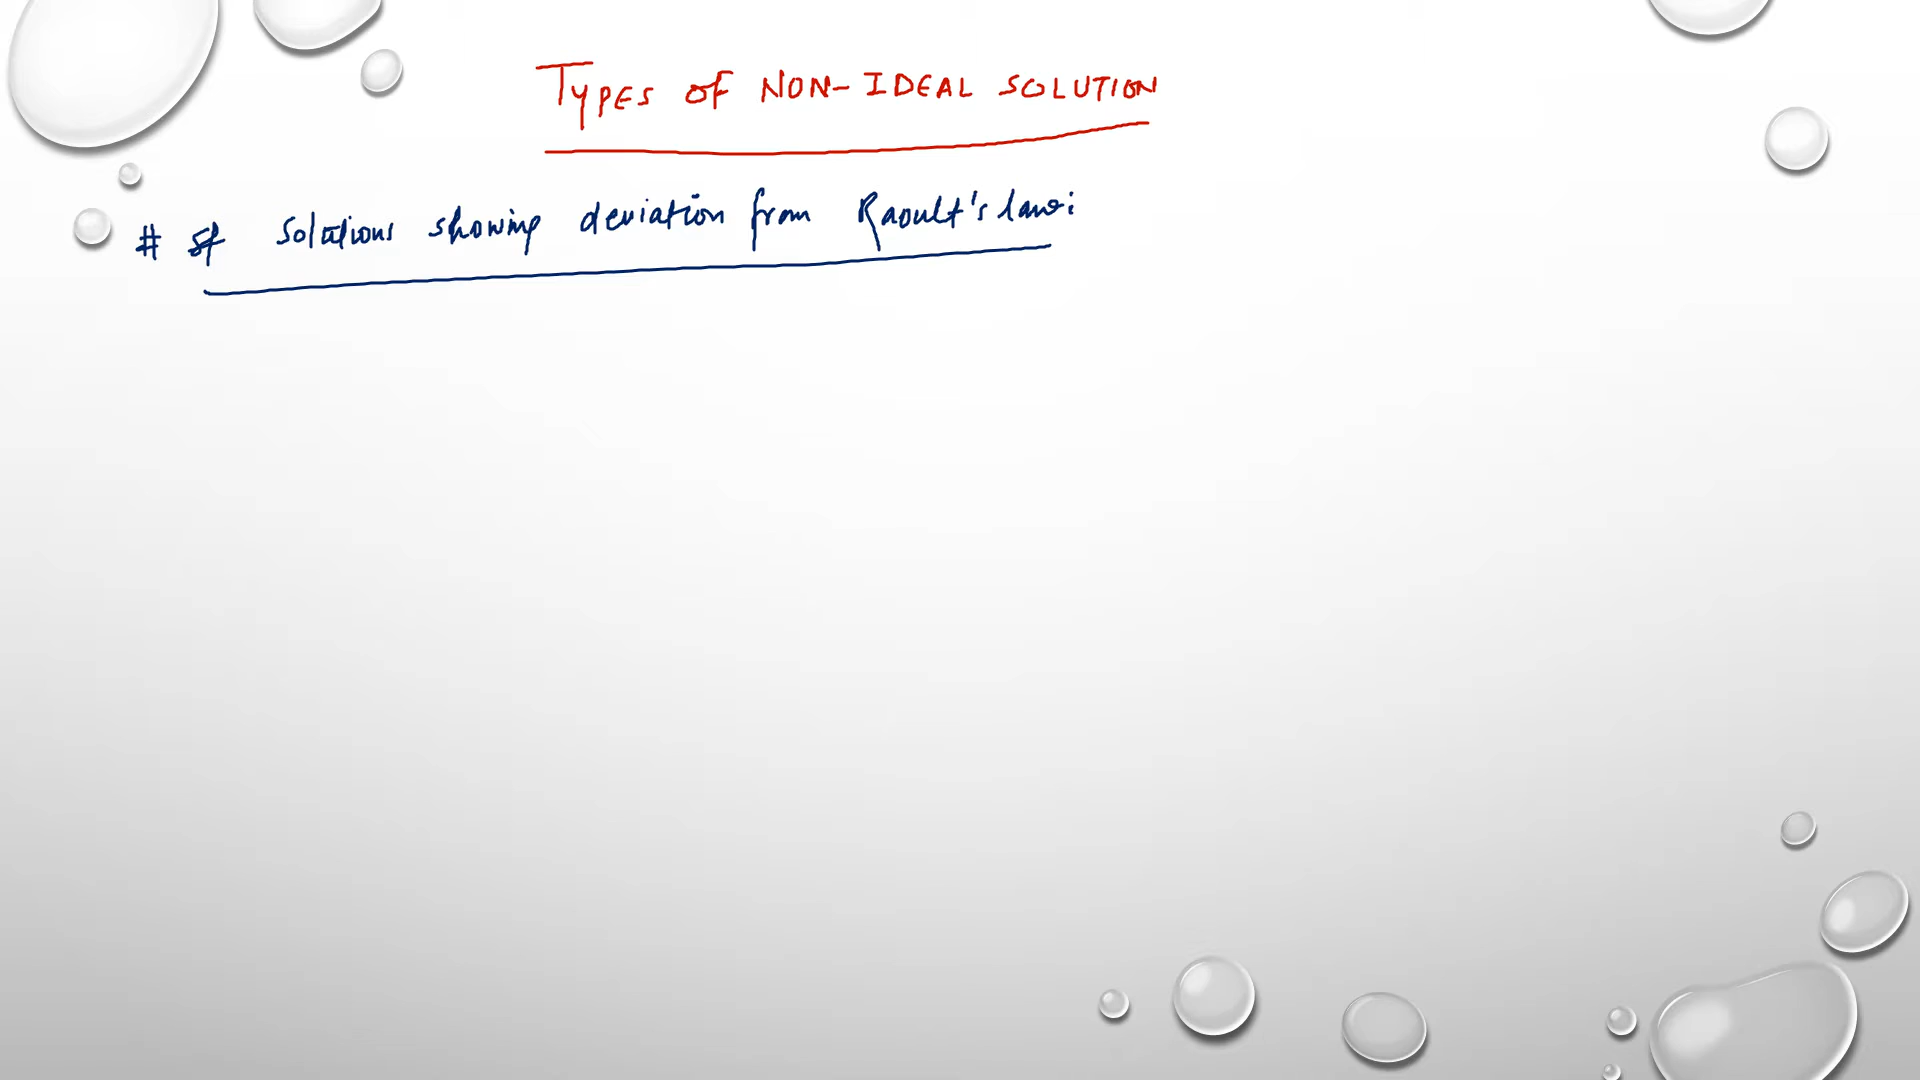 TYPES OF NON-IDEAL SOLUTION
# Solutions showing deviation from Raoult's law: